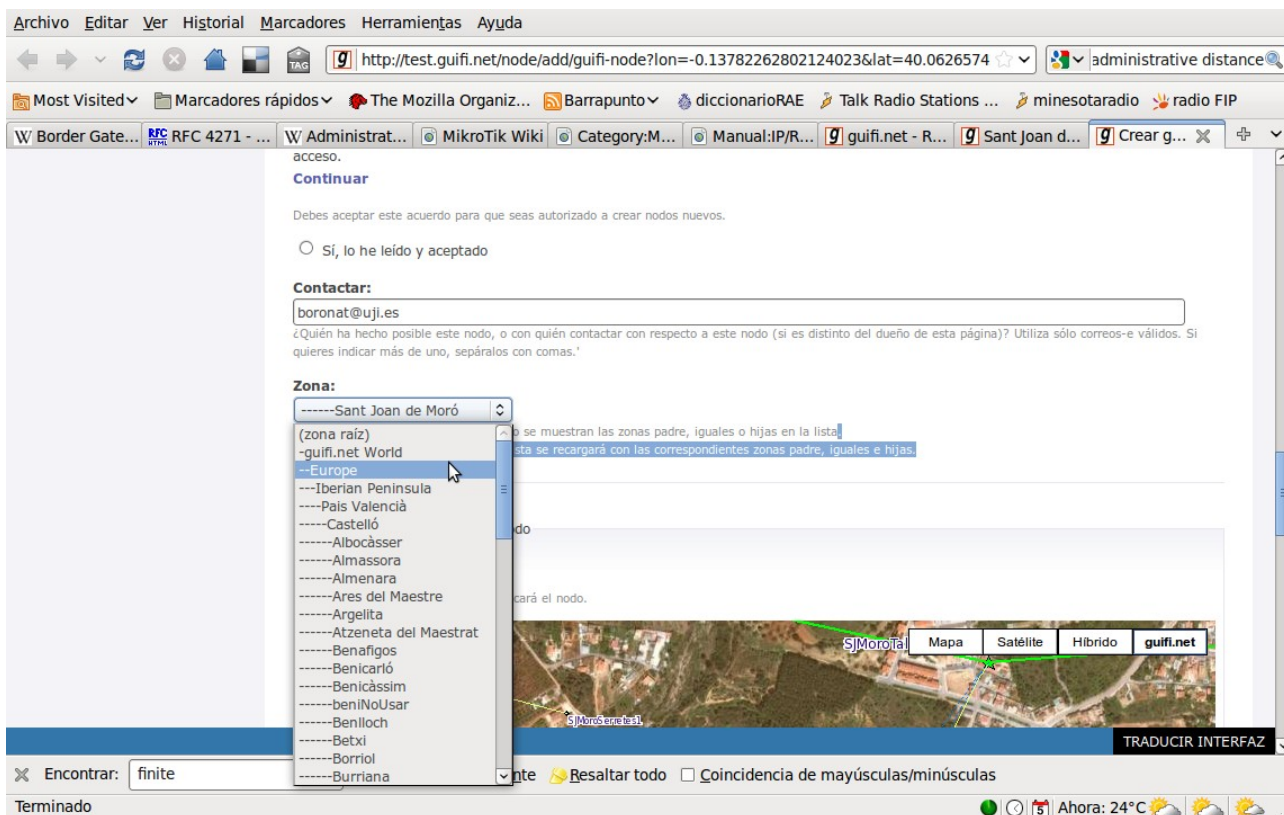 Archivo Editar Ver Historial Marcadores Herramientas Ayuda
TAG http://test.guifi.net/node/add/guifi-node?lon=-0.13782262802124023&lat=40.0626574 administrative distance
Most Visited Marcadores rápidos The Mozilla Organiz... Barrapunto diccionarioRAE Talk Radio Stations ... minesotaradio radio FIP
W Border Gate... RFC HTML RFC 4271 - ... W Administrat... MikroTik Wiki Category:M... Manual:IP/R... g guifi.net - R... g Sant Joan d... g Crear g...
acceso.
Continuar
Debes aceptar este acuerdo para que seas autorizado a crear nodos nuevos.
Sí, lo he leído y aceptado
Contactar:
boronat@uji.es
¿Quién ha hecho posible este nodo, o con quién contactar con respecto a este nodo (si es distinto del dueño de esta página)? Utiliza sólo correos-e válidos. Si
quieres indicar más de uno, sepáralos con comas.'
Zona:
------Sant Joan de Moró
(zona raíz) o se muestran las zonas padre, iguales o hijas en la lista.
-guifi.net World sta se recargará con las correspondientes zonas padre, iguales e hijas.
--Europe
---Iberian Peninsula
----Pais Valencià
-----Castelló
------Albocàsser
------Almassora
------Almenara
------Ares del Maestre
------Argelita
------Atzeneta del Maestrat
------Benafigos
------Benicarló
------Benicàssim
------beniNoUsar
------Benlloch
------Betxi
------Borriol
------Burriana
do
cará el nodo.
SJMoroTal Mapa Satélite Híbrido guifi.net
SJMoroSerretes1
TRADUCIR INTERFAZ
Encontrar: finite nte Resaltar todo Coincidencia de mayúsculas/minúsculas
Terminado 5 Ahora: 24°C